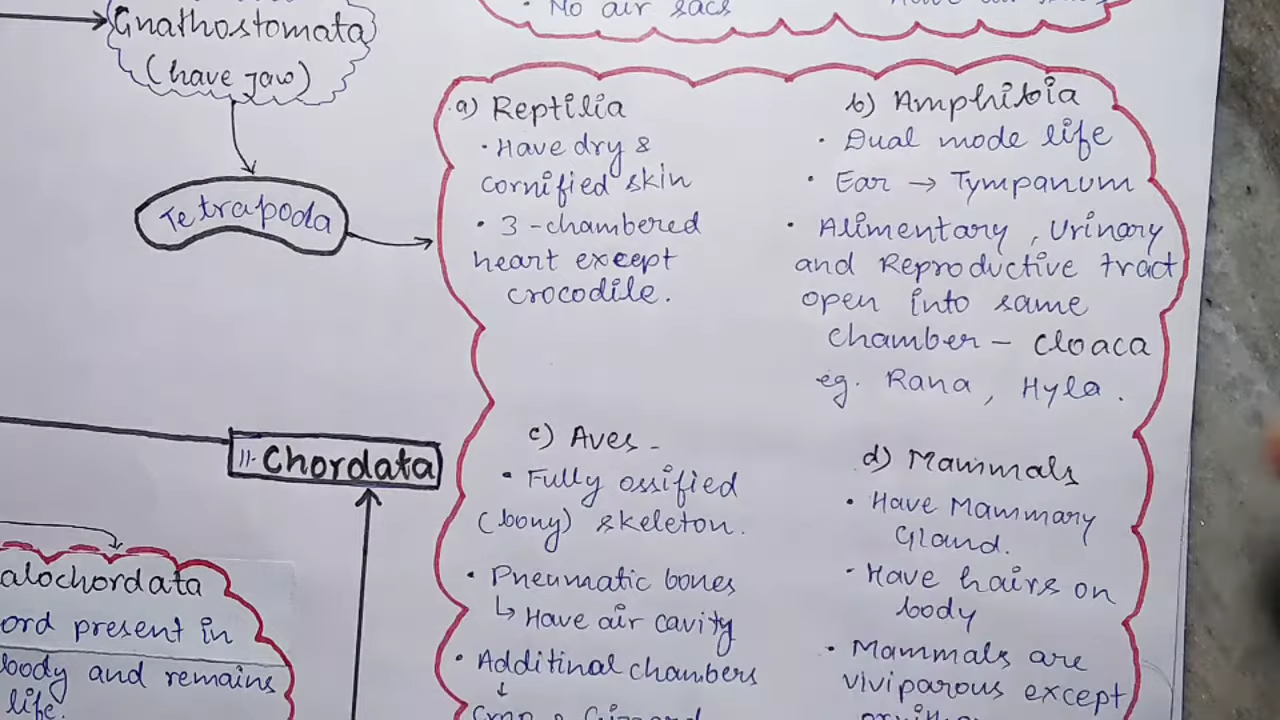 Gnathostomata
(have jaw)
Tetrapoda
• No air sacs
a) Reptilia
• Have dry &
cornified skin
• 3-chambered
heart except
crocodile.
b) Amphibia
• Dual mode life
• Ear → Tympanum
• Alimentary, Urinary
and Reproductive tract
open into same
chamber – cloaca
eg. Rana, Hyla.
c) Aves -
• Fully ossified
(bony) skeleton.
• Pneumatic bones
↳ Have air cavity
• Additinal chambers
↓
d) Mammals
• Have Mammary
Gland.
• Have hairs on
body
• Mammals are
viviparous except
Chordata
alochordata
ord present in
body and remains
life.